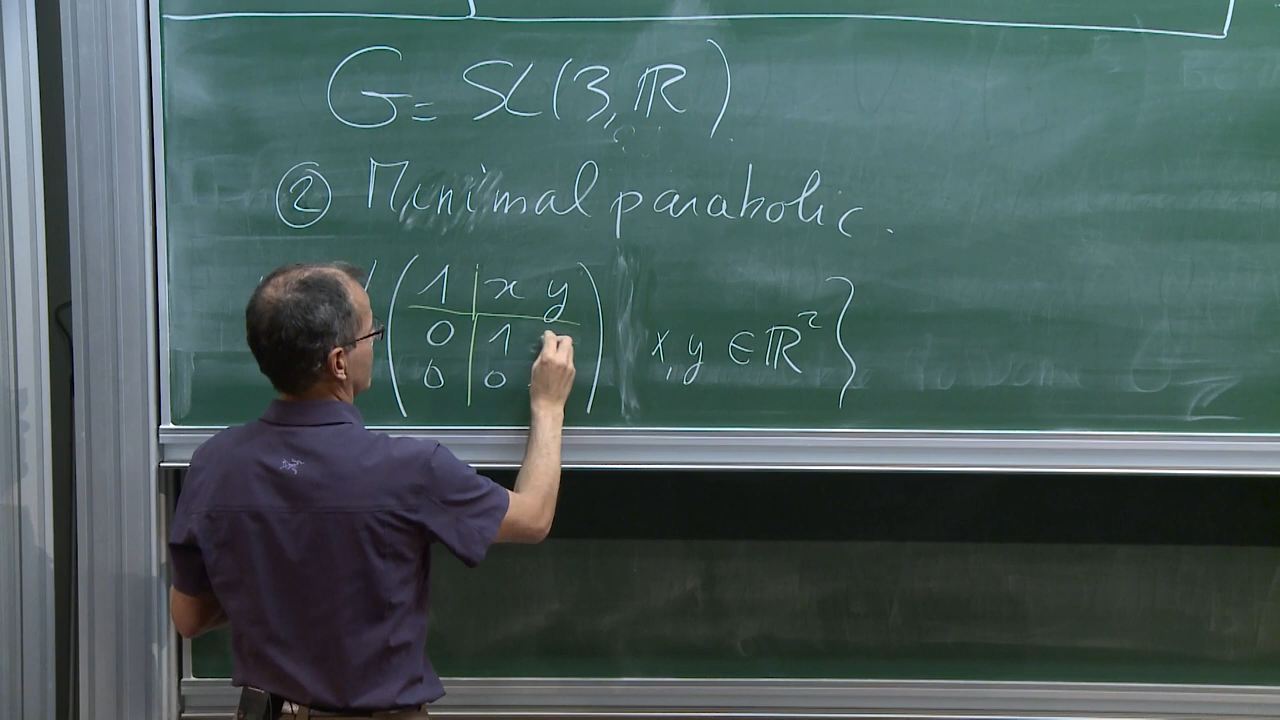 G = SL(3, ℝ)
② Minimal parabolic.
1 x y
0 1
0 0
x, y ∈ ℝ² }